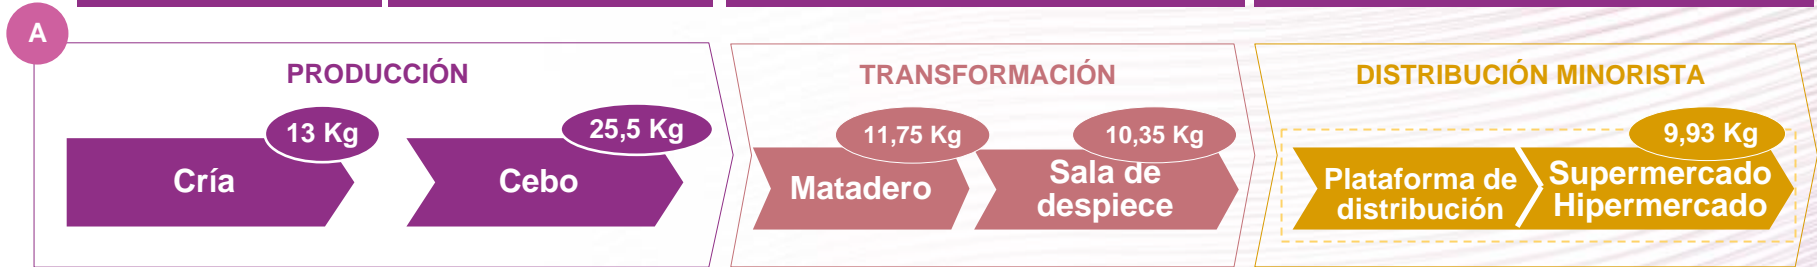 A
PRODUCCIÓN
13 Kg
Cría
25,5 Kg
Cebo
TRANSFORMACIÓN
11,75 Kg
Matadero
10,35 Kg
Sala de
despiece
DISTRIBUCIÓN MINORISTA
Plataforma de
distribución
9,93 Kg
Supermercado
Hipermercado